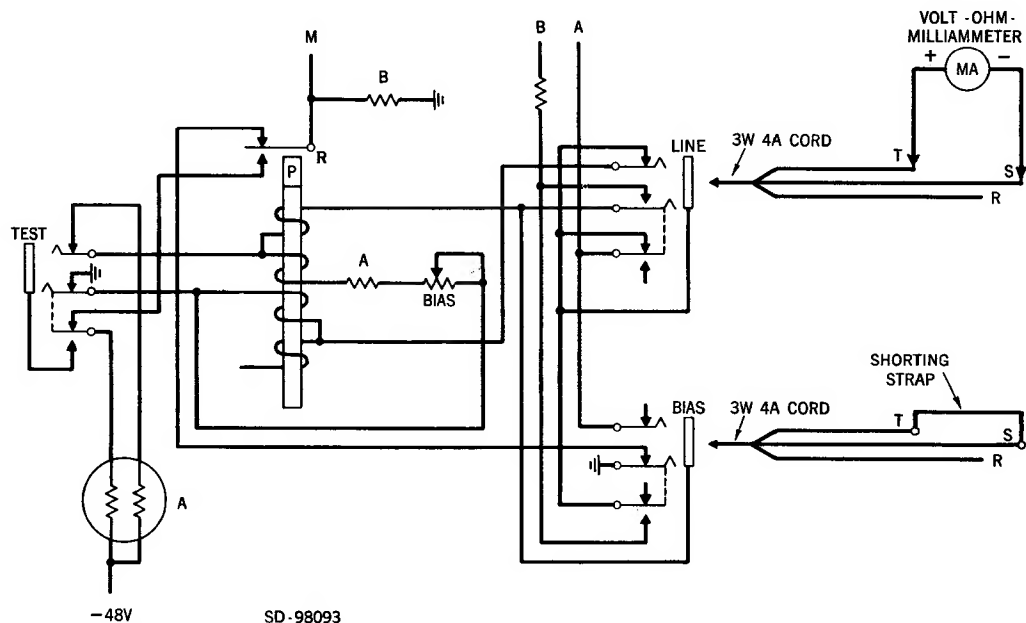 VOLT -OHM-
MILLIAMMETER
+
MA
−
M
B
R
P
B
A
LINE
3W 4A CORD
T
S
R
TEST
A
BIAS
SHORTING
STRAP
BIAS
3W 4A CORD
T
S
R
A
−48V
SD-98093